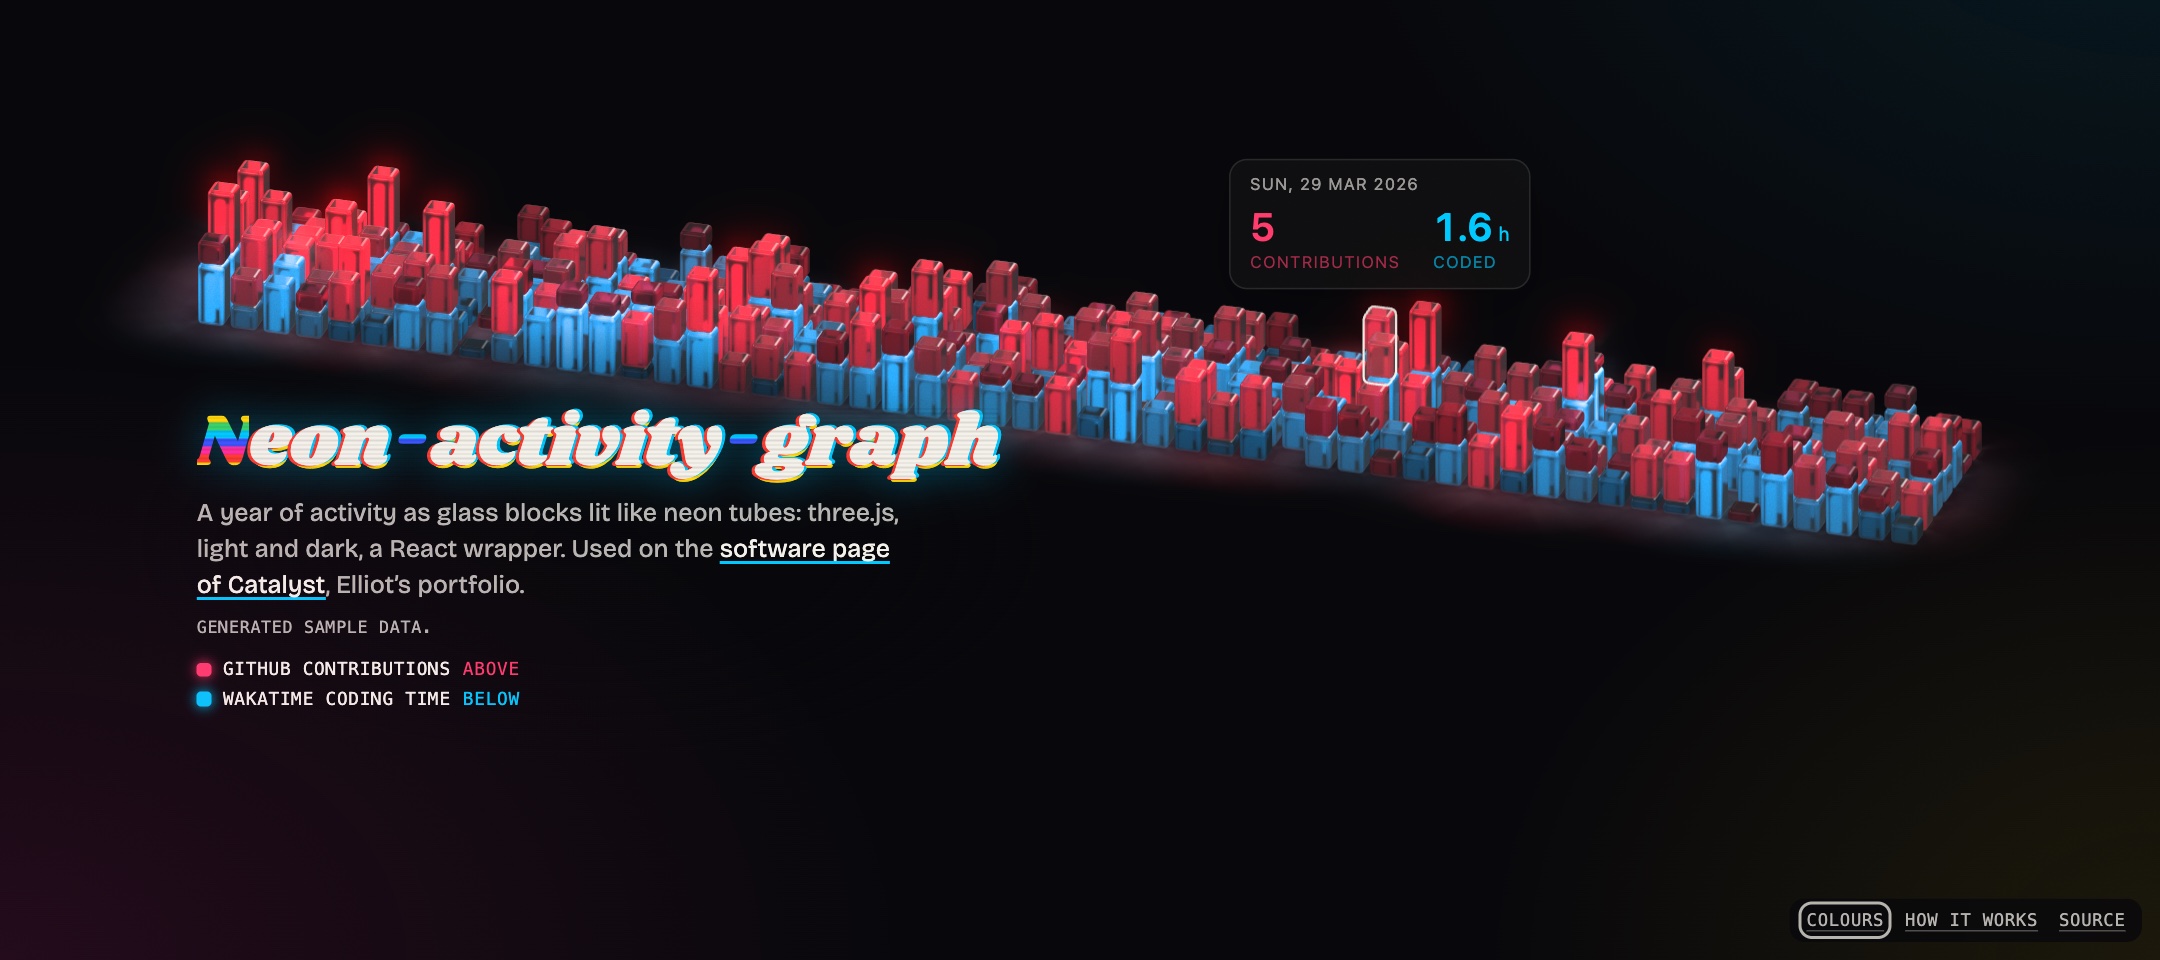 SUN, 29 MAR 2026
5 1.6 h
CONTRIBUTIONS CODED
Neon-activity-graph
A year of activity as glass blocks lit like neon tubes: three.js,
light and dark, a React wrapper. Used on the software page
of Catalyst, Elliot’s portfolio.
GENERATED SAMPLE DATA.
GITHUB CONTRIBUTIONS ABOVE
WAKATIME CODING TIME BELOW
COLOURS HOW IT WORKS SOURCE